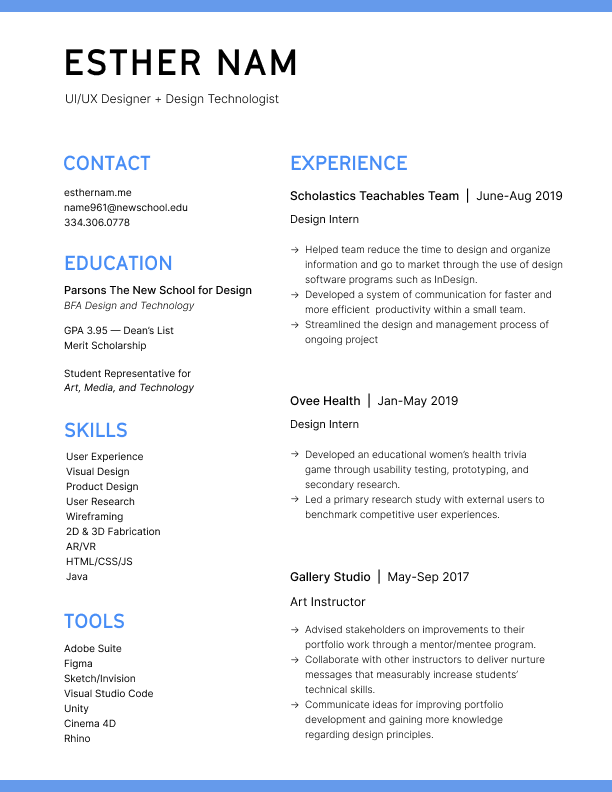 ESTHER NAM
UI/UX Designer + Design Technologist
CONTACT
esthernam.me
name961@newschool.edu
334.306.0778
EDUCATION
Parsons The New School for Design
BFA Design and Technology
GPA 3.95 — Dean’s List
Merit Scholarship
Student Representative for
Art, Media, and Technology
SKILLS
User Experience
Visual Design
Product Design
User Research
Wireframing
2D & 3D Fabrication
AR/VR
HTML/CSS/JS
Java
TOOLS
Adobe Suite
Figma
Sketch/Invision
Visual Studio Code
Unity
Cinema 4D
Rhino
EXPERIENCE
Scholastics Teachables Team | June-Aug 2019
Design Intern
→ Helped team reduce the time to design and organize
information and go to market through the use of design
software programs such as InDesign.
→ Developed a system of communication for faster and
more efficient productivity within a small team.
→ Streamlined the design and management process of
ongoing project
Ovee Health | Jan-May 2019
Design Intern
→ Developed an educational women’s health trivia
game through usability testing, prototyping, and
secondary research.
→ Led a primary research study with external users to
benchmark competitive user experiences.
Gallery Studio | May-Sep 2017
Art Instructor
→ Advised stakeholders on improvements to their
portfolio work through a mentor/mentee program.
→ Collaborate with other instructors to deliver nurture
messages that measurably increase students’
technical skills.
→ Communicate ideas for improving portfolio
development and gaining more knowledge
regarding design principles.